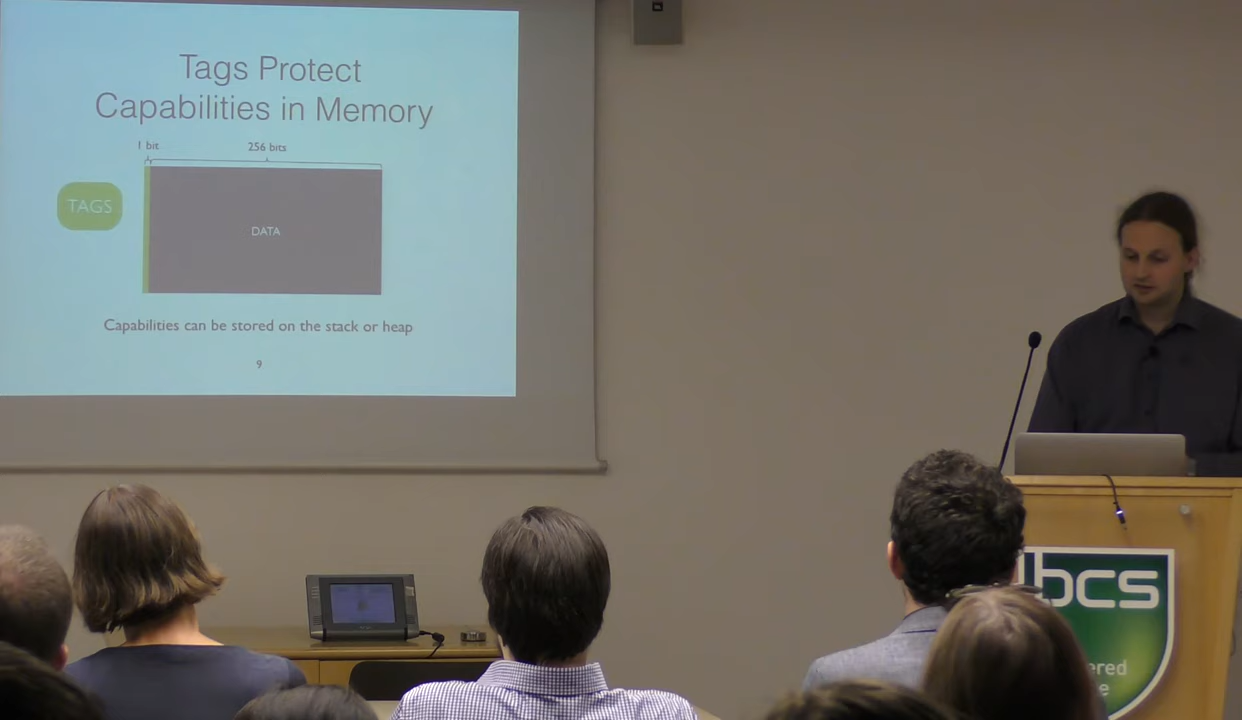 Tags Protect
Capabilities in Memory
1 bit
256 bits
TAGS
DATA
Capabilities can be stored on the stack or heap
9
bcs